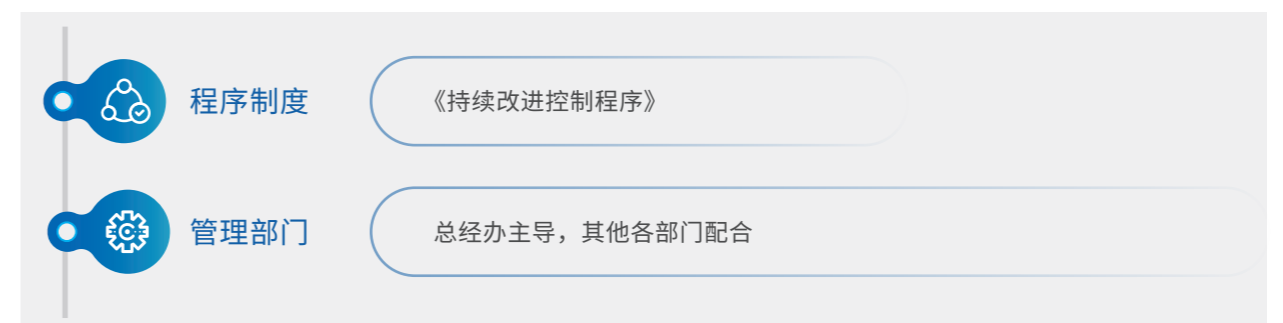 程序制度
《持续改进控制程序》
管理部门
总经办主导，其他各部门配合